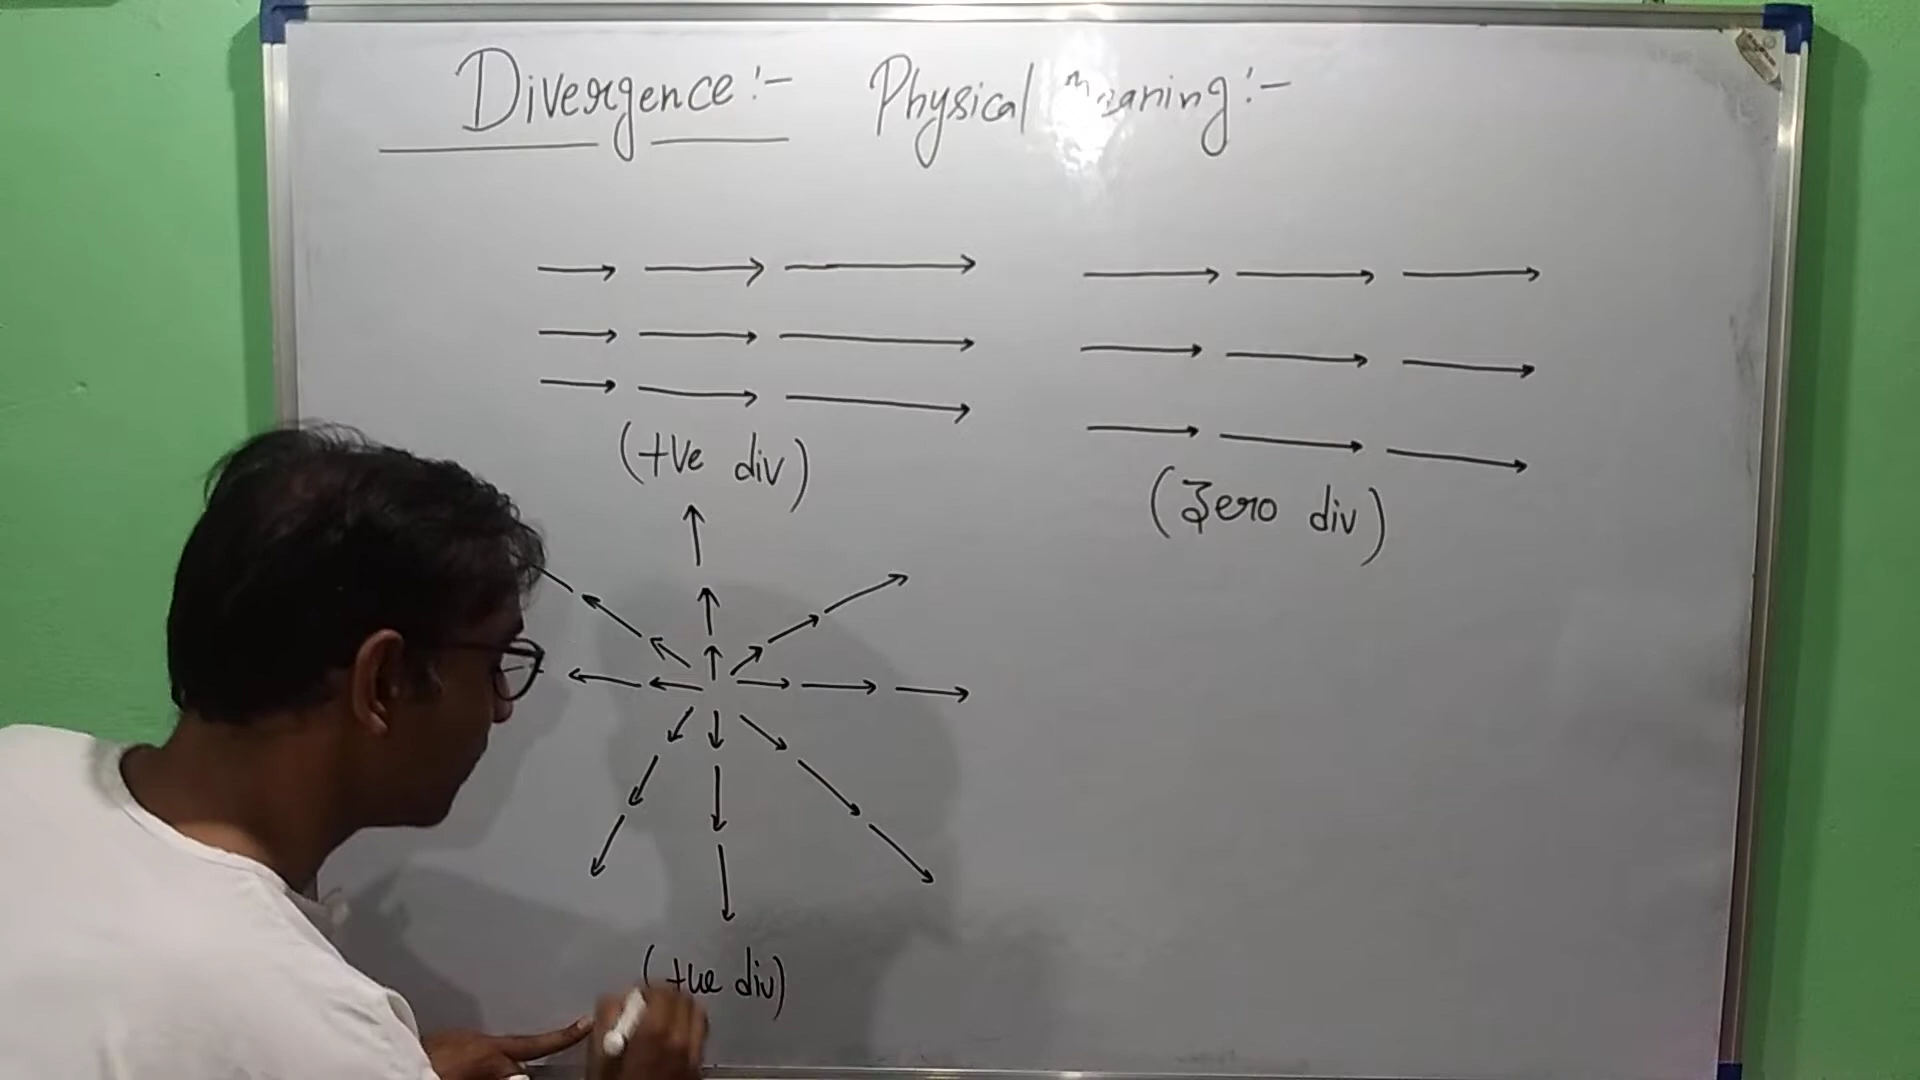 Divergence :- Physical Meaning :-
(+ve div)
(Zero div)
(+ve div)